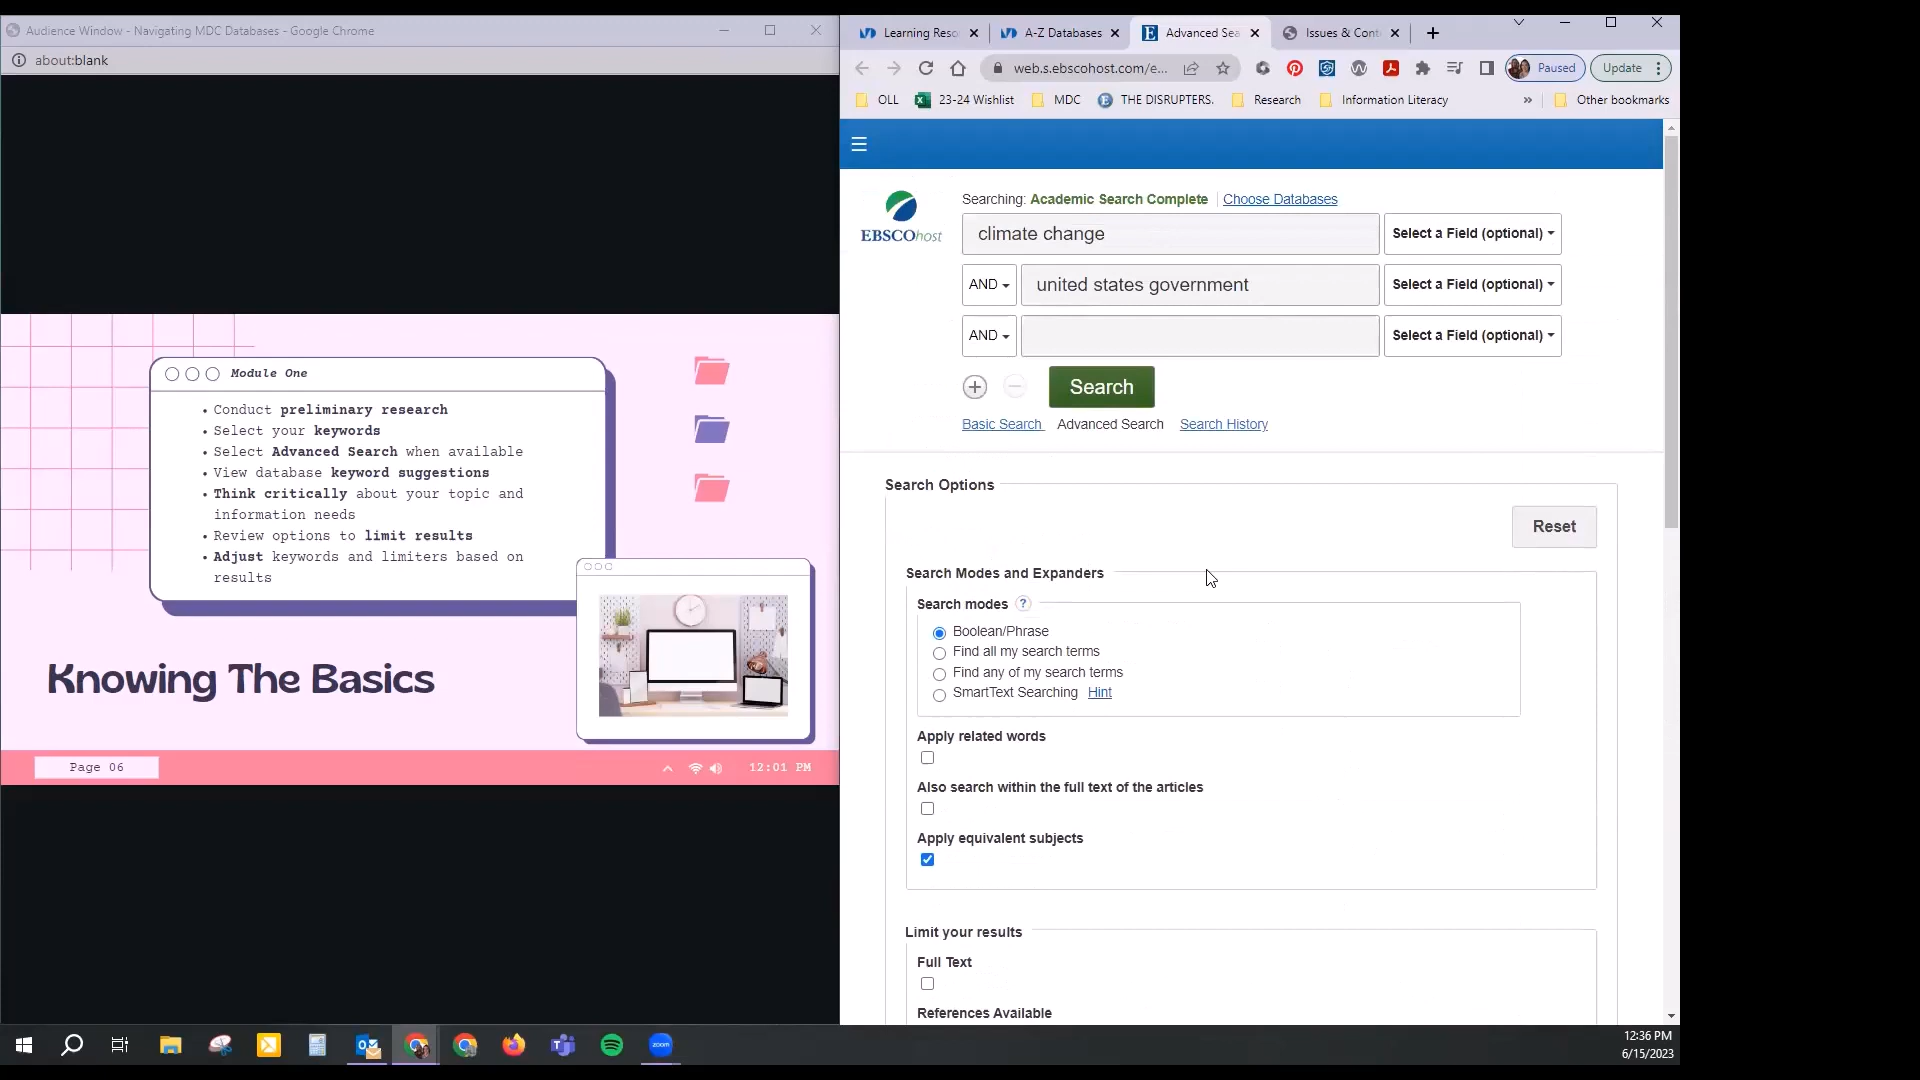 Audience Window - Navigating MDC Databases - Google Chrome
about:blank
Module One
• Conduct preliminary research
• Select your keywords
• Select Advanced Search when available
• View database keyword suggestions
• Think critically about your topic and
information needs
• Review options to limit results
• Adjust keywords and limiters based on
results
Knowing The Basics
Page 06
12:01 PM
Learning Reso
A-Z Databases
Advanced Sea
Issues & Cont
web.s.ebscohost.com/e...
Paused
Update
OLL
23-24 Wishlist
MDC
THE DISRUPTERS.
Research
Information Literacy
»
Other bookmarks
EBSCOhost
Searching: Academic Search Complete
Choose Databases
climate change
Select a Field (optional)
AND
united states government
Select a Field (optional)
AND
Select a Field (optional)
Search
Basic Search
Advanced Search
Search History
Search Options
Reset
Search Modes and Expanders
Search modes ?
Boolean/Phrase
Find all my search terms
Find any of my search terms
SmartText Searching Hint
Apply related words
Also search within the full text of the articles
Apply equivalent subjects
Limit your results
Full Text
References Available
zoom
12:36 PM
6/15/2023